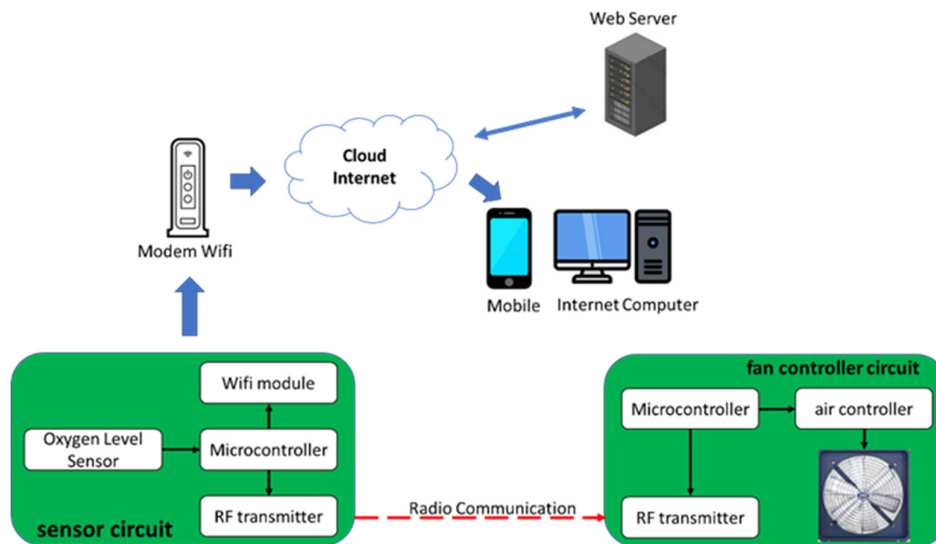 Web Server
Cloud
Internet
Modem Wifi
Mobile
Internet Computer
fan controller circuit
Wifi module
Microcontroller
air controller
Oxygen Level
Sensor
Microcontroller
RF transmitter
Radio Communication
RF transmitter
sensor circuit